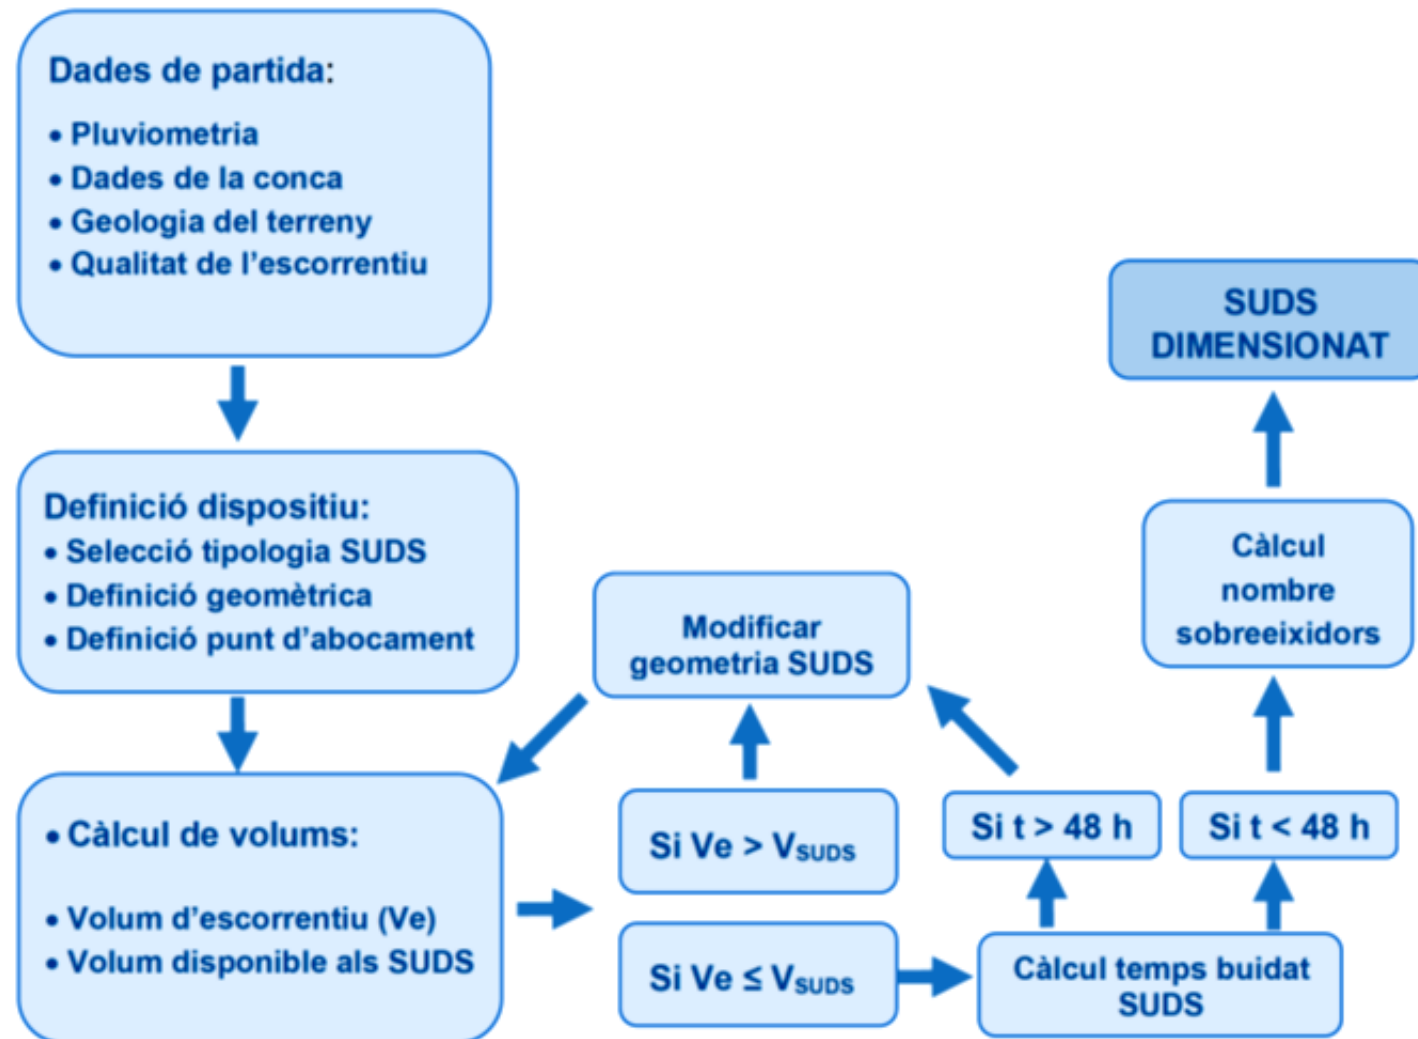 Dades de partida:
• Pluviometria
• Dades de la conca
• Geologia del terreny
• Qualitat de l'escorrentiu
Definició dispositiu:
• Selecció tipologia SUDS
• Definició geomètrica
• Definició punt d'abocament
• Càlcul de volums:
• Volum d'escorrentiu (Ve)
• Volum disponible als SUDS
Modificar
geometria SUDS
Si Ve > VSUDS
Si Ve ≤ VSUDS
Càlcul temps buidat
SUDS
Si t > 48 h
Si t < 48 h
Càlcul
nombre
sobreeixidors
SUDS
DIMENSIONAT